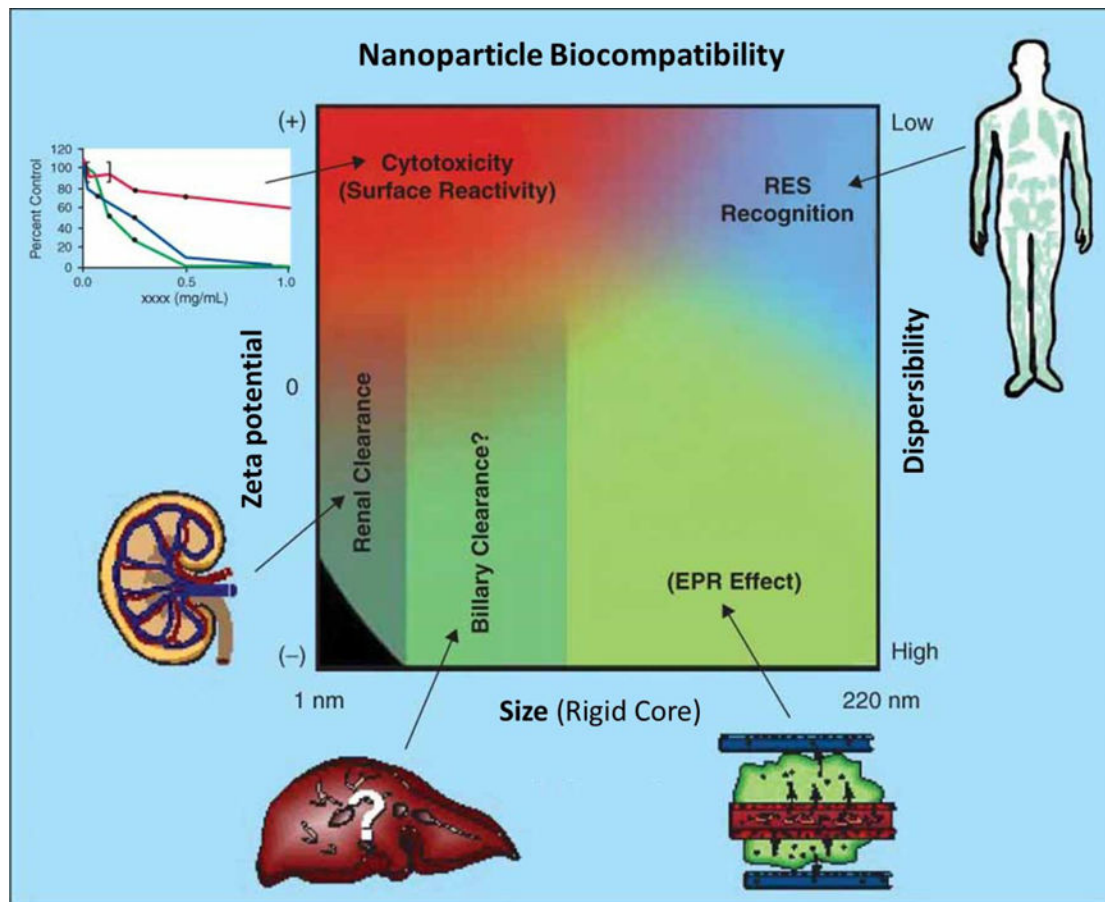 Nanoparticle Biocompatibility
(+)
Low
120
100
80
60
40
20
0
Percent Control
0.0
0.5
1.0
xxxx (mg/mL)
Cytotoxicity
(Surface Reactivity)
RES
Recognition
Zeta potential
0
Dispersibility
Renal Clearance
Billary Clearance?
(EPR Effect)
(−)
High
1 nm
Size (Rigid Core)
220 nm
?